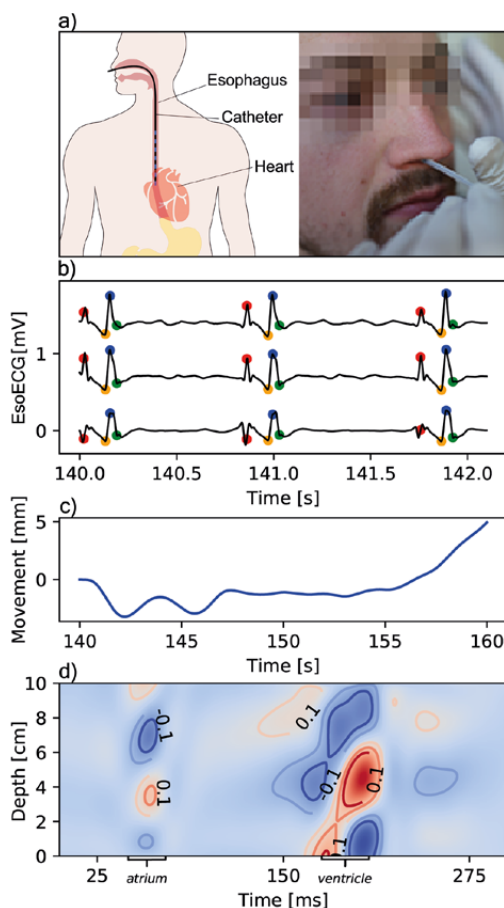 a)
Esophagus
Catheter
Heart
b)
EsoECG [mV]
1
0
140.0 140.5 141.0 141.5 142.0
Time [s]
c)
Movement [mm]
5
0
140 145 150 155 160
Time [s]
d)
Depth [cm]
10
8
6
4
2
0
-0.1
0.1
0.1
-0.1
0.1
0.1
25 150 275
atrium ventricle
Time [ms]